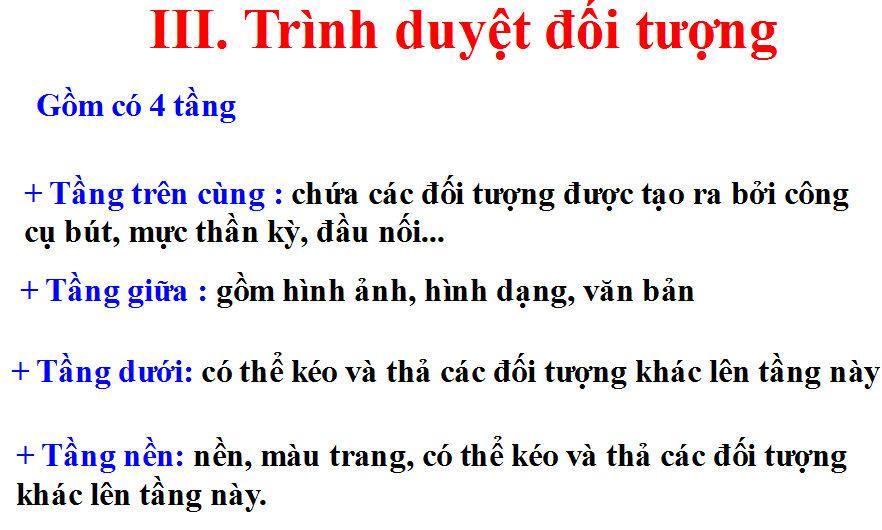 III. Trình duyệt đối tượng
Gồm có 4 tầng
+ Tầng trên cùng : chứa các đối tượng được tạo ra bởi công
cụ bút, mực thần kỳ, đầu nối...
+ Tầng giữa : gồm hình ảnh, hình dạng, văn bản
+ Tầng dưới: có thể kéo và thả các đối tượng khác lên tầng này
+ Tầng nền: nền, màu trang, có thể kéo và thả các đối tượng
khác lên tầng này.